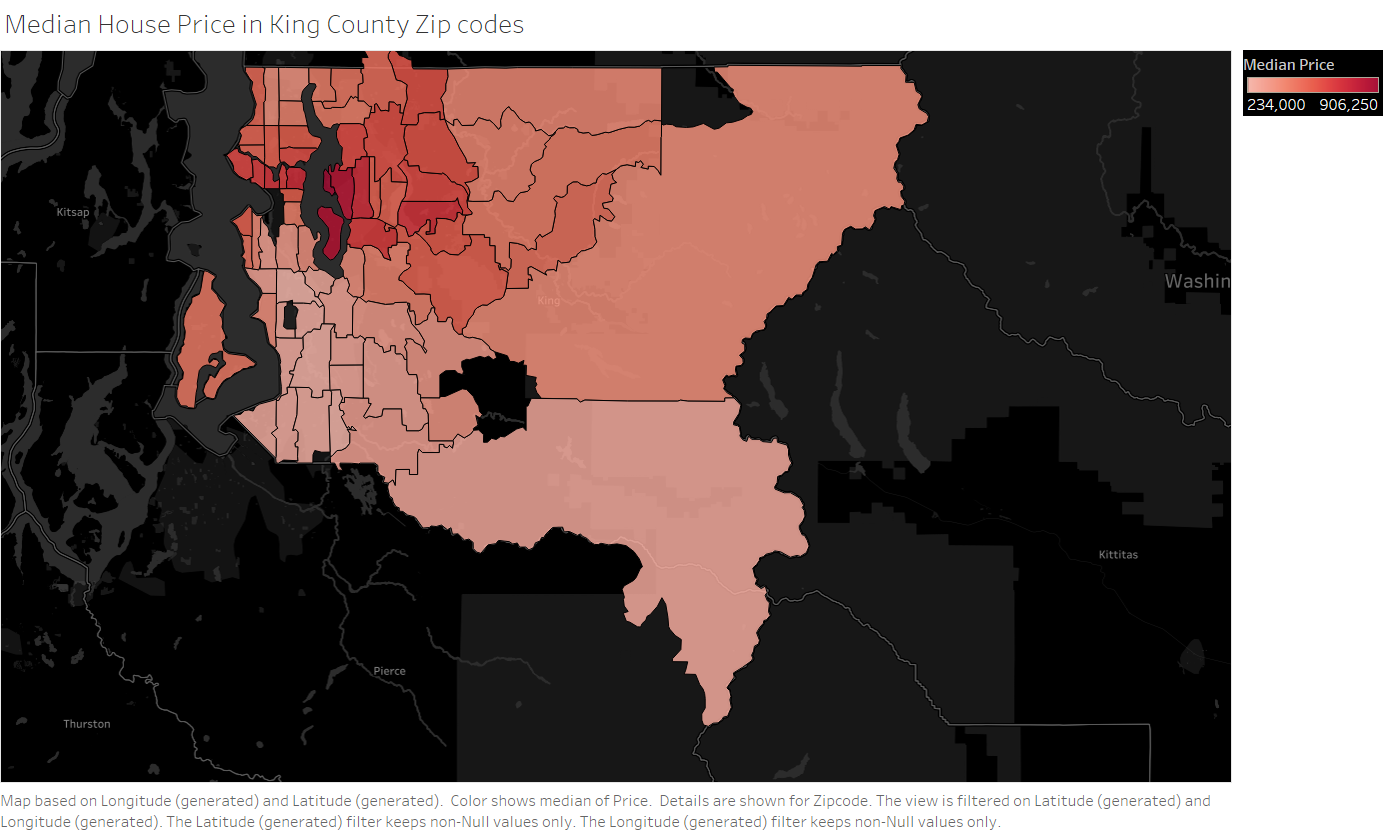 Median House Price in King County Zip codes
Median Price
234,000 906,250
Kitsap
Washin
King
Kittitas
Pierce
Thurston
Map based on Longitude (generated) and Latitude (generated).  Color shows median of Price.  Details are shown for Zipcode. The view is filtered on Latitude (generated) and
Longitude (generated). The Latitude (generated) filter keeps non-Null values only. The Longitude (generated) filter keeps non-Null values only.